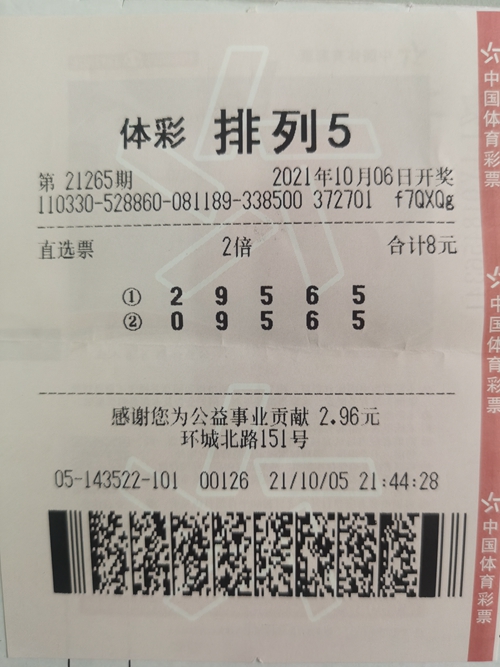 体彩 排列5
第 21265期 2021年10月06日开奖
110330-528860-081189-338500 372701 f7QXQg
直选票 2倍 合计8元
① 2 9 5 6 5
② 0 9 5 6 5
感谢您为公益事业贡献 2.96元
环城北路151号
05-143522-101 00126 21/10/05 21:44:28
中国体育彩票
中国体育彩票
中国体育彩票